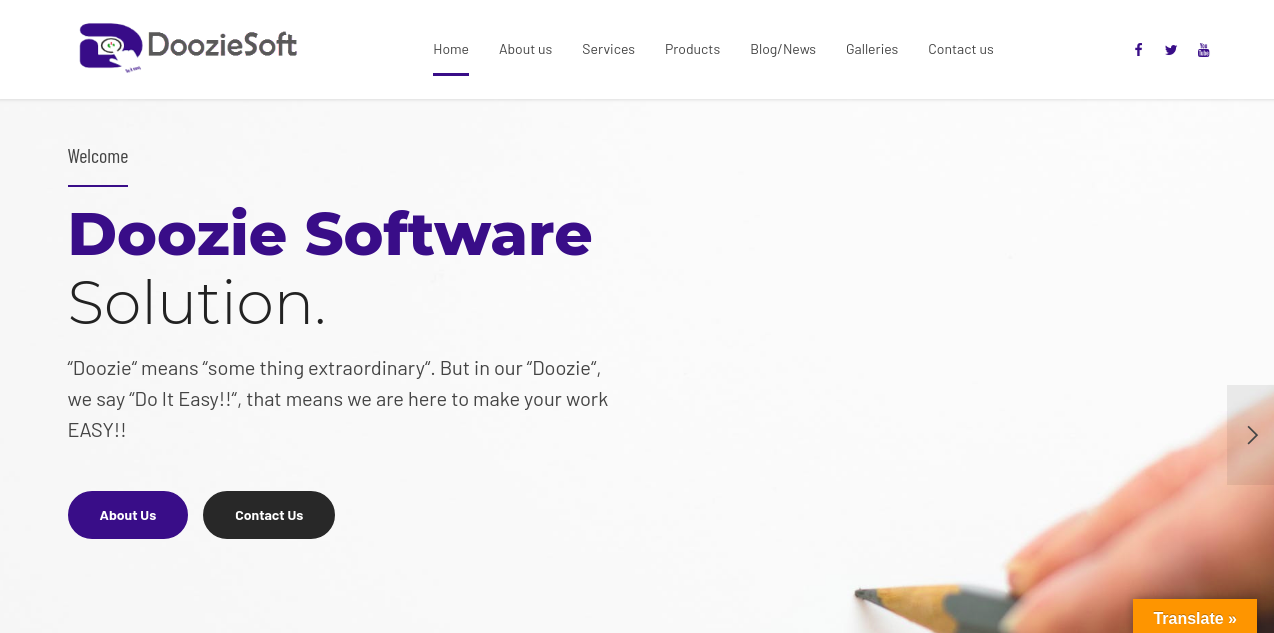 DoozieSoft
Home
About us
Services
Products
Blog/News
Galleries
Contact us
Welcome
Doozie Software
Solution.
“Doozie“ means “some thing extraordinary“. But in our “Doozie“,
we say “Do It Easy!!“, that means we are here to make your work
EASY!!
About Us
Contact Us
Translate »